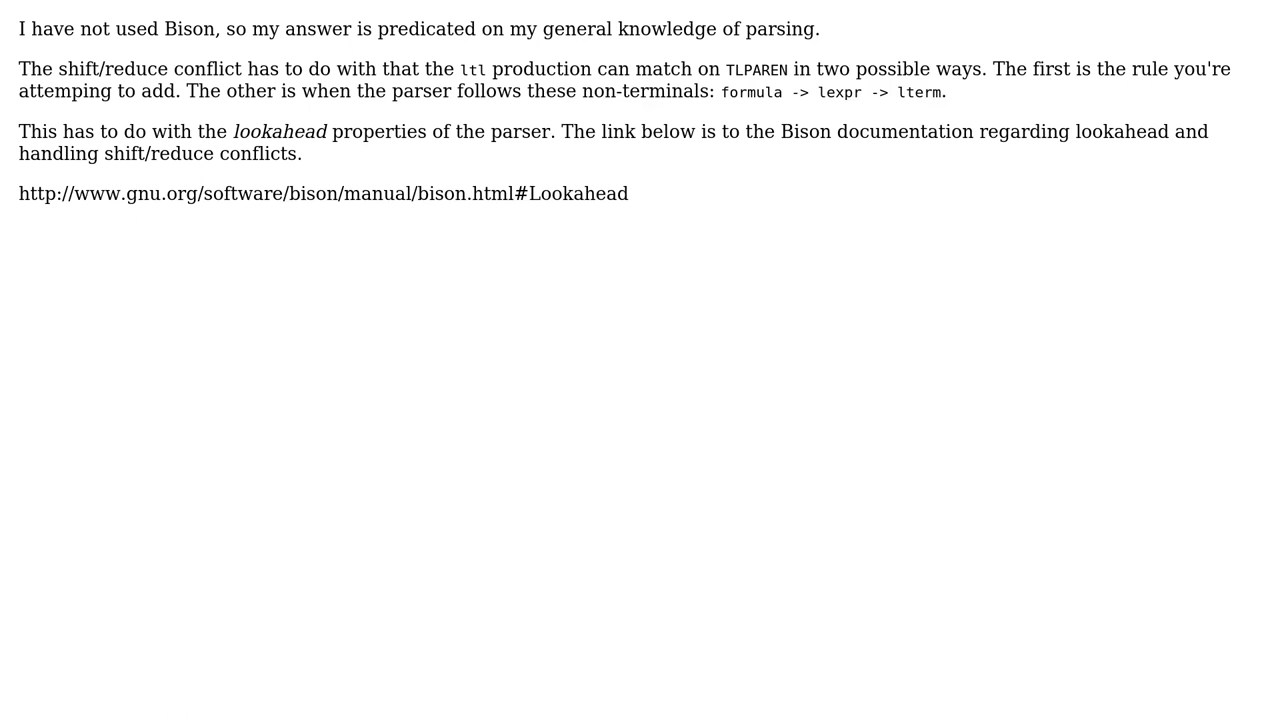 I have not used Bison, so my answer is predicated on my general knowledge of parsing.
The shift/reduce conflict has to do with that the ltl production can match on TLPAREN in two possible ways. The first is the rule you're
attemping to add. The other is when the parser follows these non-terminals: formula -> lexpr -> lterm.
This has to do with the lookahead properties of the parser. The link below is to the Bison documentation regarding lookahead and
handling shift/reduce conflicts.
http://www.gnu.org/software/bison/manual/bison.html#Lookahead